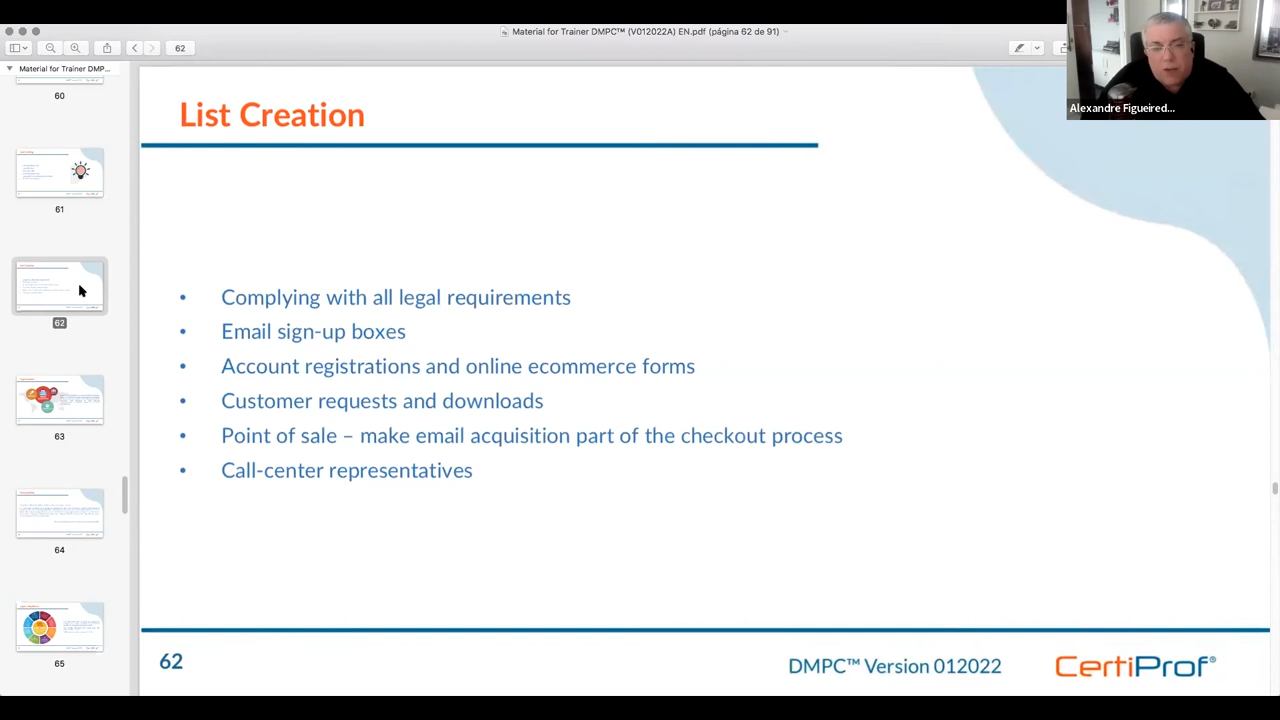 Material for Trainer DMPC™ (V012022A) EN.pdf (página 62 de 91)
62
Material for Trainer DMP...
60
61
62
63
64
65
List Creation
• Complying with all legal requirements
• Email sign-up boxes
• Account registrations and online ecommerce forms
• Customer requests and downloads
• Point of sale – make email acquisition part of the checkout process
• Call-center representatives
62
DMPC™ Version 012022
CertiProf®
Alexandre Figueired...